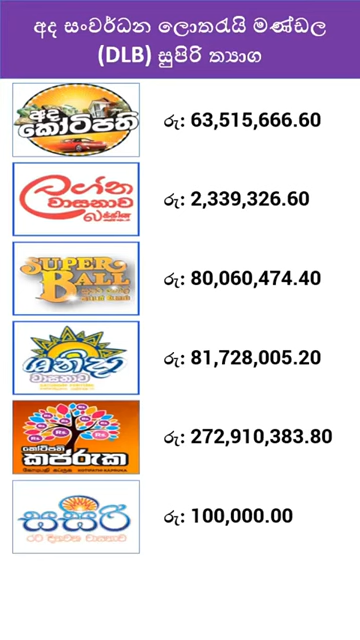 අද සංවර්ධන ලොතරැයි මණ්ඩල
(DLB) සුපිරි ත්‍යාග
අද
කෝටිපති
රු: 63,515,666.60
ලග්න
වාසනාව
රු: 2,339,326.60
SUPER
BALL
රු: 80,060,474.40
ශනිදා
වාසනාව
රු: 81,728,005.20
Rs.
Rs.
කෝටිපති
කප්රුක
රු: 272,910,383.80
සසිරි
රු: 100,000.00